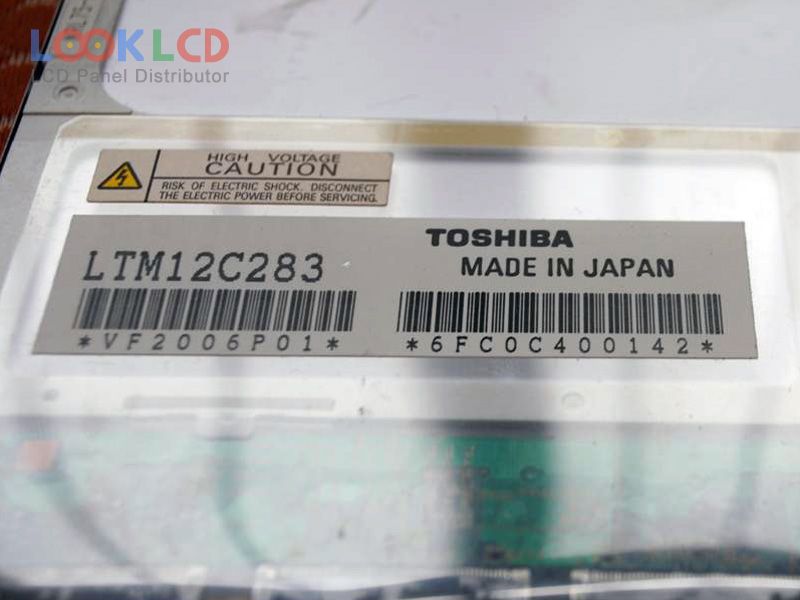 LOOKLCD
LCD Panel Distributor
HIGH VOLTAGE
CAUTION
RISK OF ELECTRIC SHOCK. DISCONNECT
THE ELECTRIC POWER BEFORE SERVICING.
TOSHIBA
LTM12C283
MADE IN JAPAN
*VF2006P01*
*6FC0C400142*